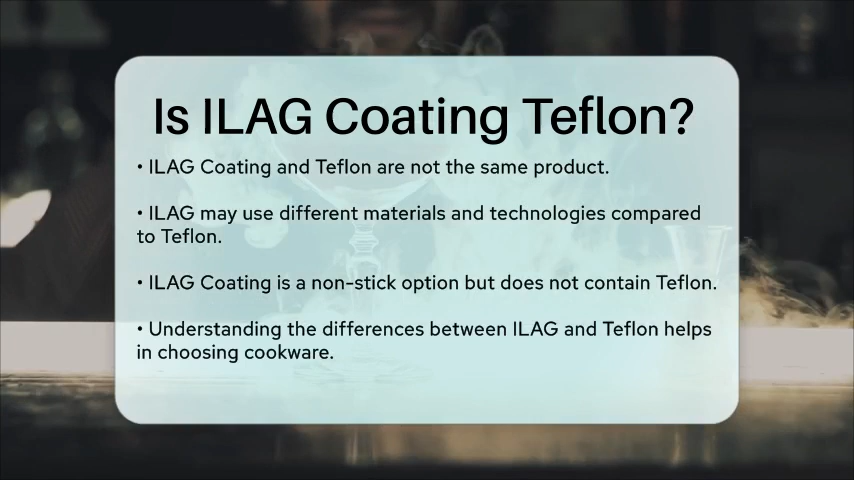 Is ILAG Coating Teflon?
• ILAG Coating and Teflon are not the same product.
• ILAG may use different materials and technologies compared
to Teflon.
• ILAG Coating is a non-stick option but does not contain Teflon.
• Understanding the differences between ILAG and Teflon helps
in choosing cookware.